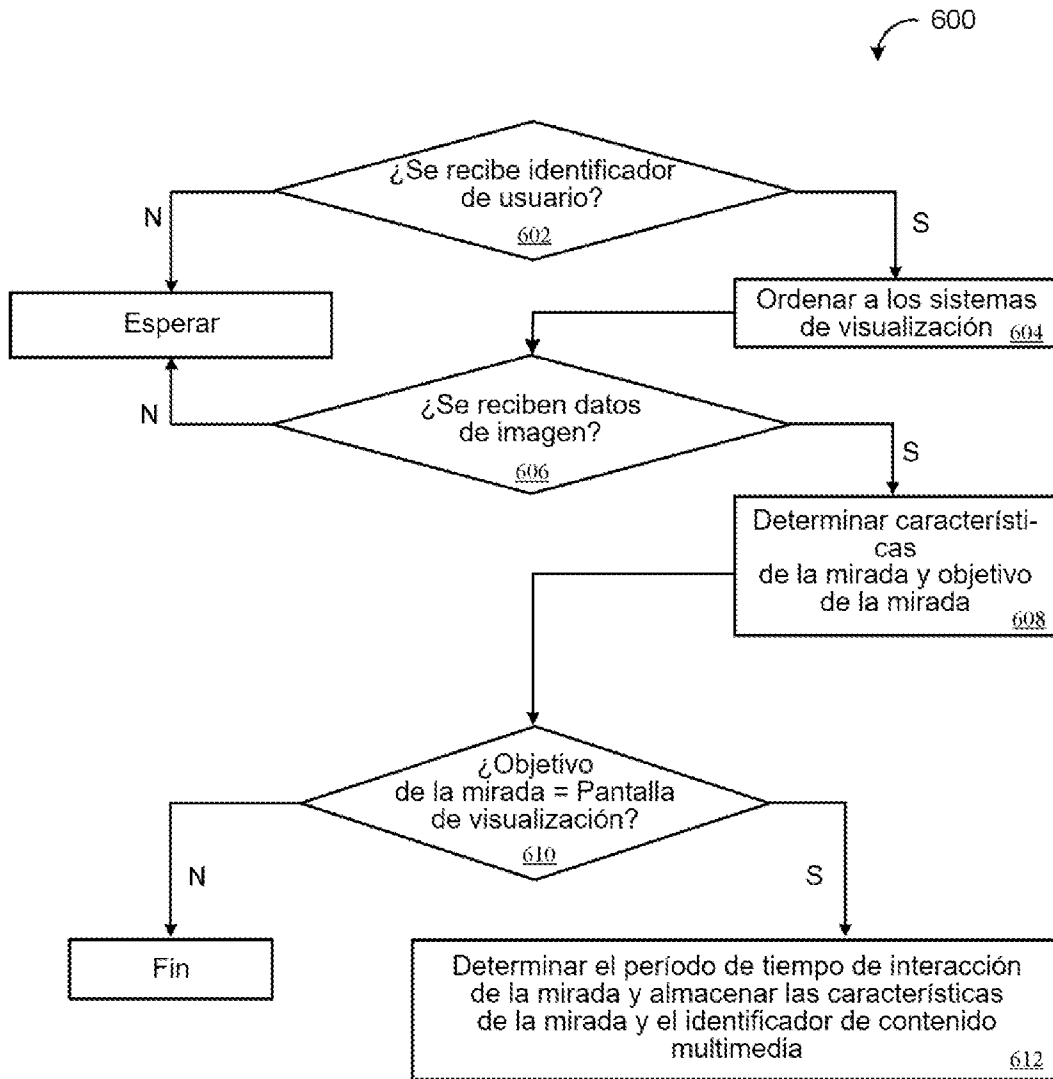 600
¿Se recibe identificador
de usuario?
602
N
S
Esperar
Ordenar a los sistemas
de visualización 604
¿Se reciben datos
de imagen?
606
N
S
Determinar característi-
cas
de la mirada y objetivo
de la mirada
608
¿Objetivo
de la mirada = Pantalla
de visualización?
610
N
S
Fin
Determinar el período de tiempo de interacción
de la mirada y almacenar las características
de la mirada y el identificador de contenido
multimedia
612